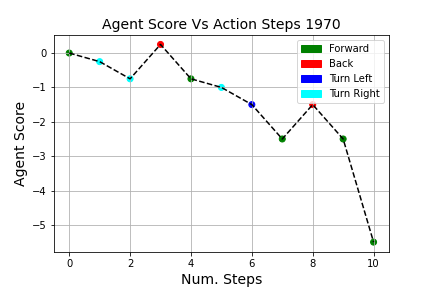 Agent Score Vs Action Steps 1970
Agent Score
0
−1
−2
−3
−4
−5
Forward
Back
Turn Left
Turn Right
0 2 4 6 8 10
Num. Steps